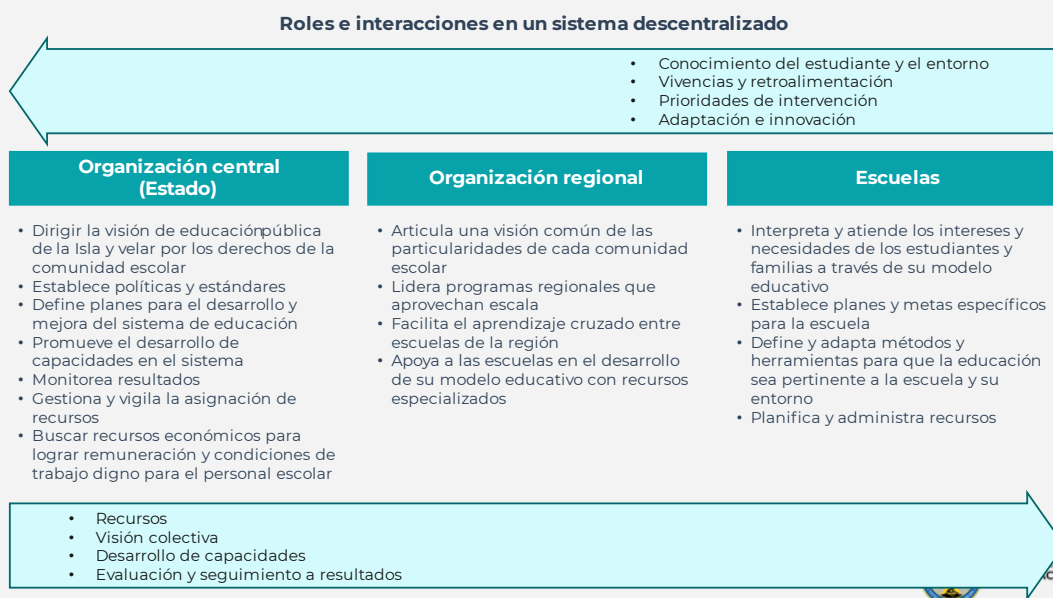 Roles e interacciones en un sistema descentralizado
• Conocimiento del estudiante y el entorno
• Vivencias y retroalimentación
• Prioridades de intervención
• Adaptación e innovación
Organización central
(Estado)
• Dirigir la visión de educación pública
de la Isla y velar por los derechos de la
comunidad escolar
• Establece políticas y estándares
• Define planes para el desarrollo y
mejora del sistema de educación
• Promueve el desarrollo de
capacidades en el sistema
• Monitorea resultados
• Gestiona y vigila la asignación de
recursos
• Buscar recursos económicos para
lograr remuneración y condiciones de
trabajo digno para el personal escolar
Organización regional
• Articula una visión común de las
particularidades de cada comunidad
escolar
• Lidera programas regionales que
aprovechan escala
• Facilita el aprendizaje cruzado entre
escuelas de la región
• Apoya a las escuelas en el desarrollo
de su modelo educativo con recursos
especializados
Escuelas
• Interpreta y atiende los intereses y
necesidades de los estudiantes y
familias a través de su modelo
educativo
• Establece planes y metas específicos
para la escuela
• Define y adapta métodos y
herramientas para que la educación
sea pertinente a la escuela y su
entorno
• Planifica y administra recursos
• Recursos
• Visión colectiva
• Desarrollo de capacidades
• Evaluación y seguimiento a resultados